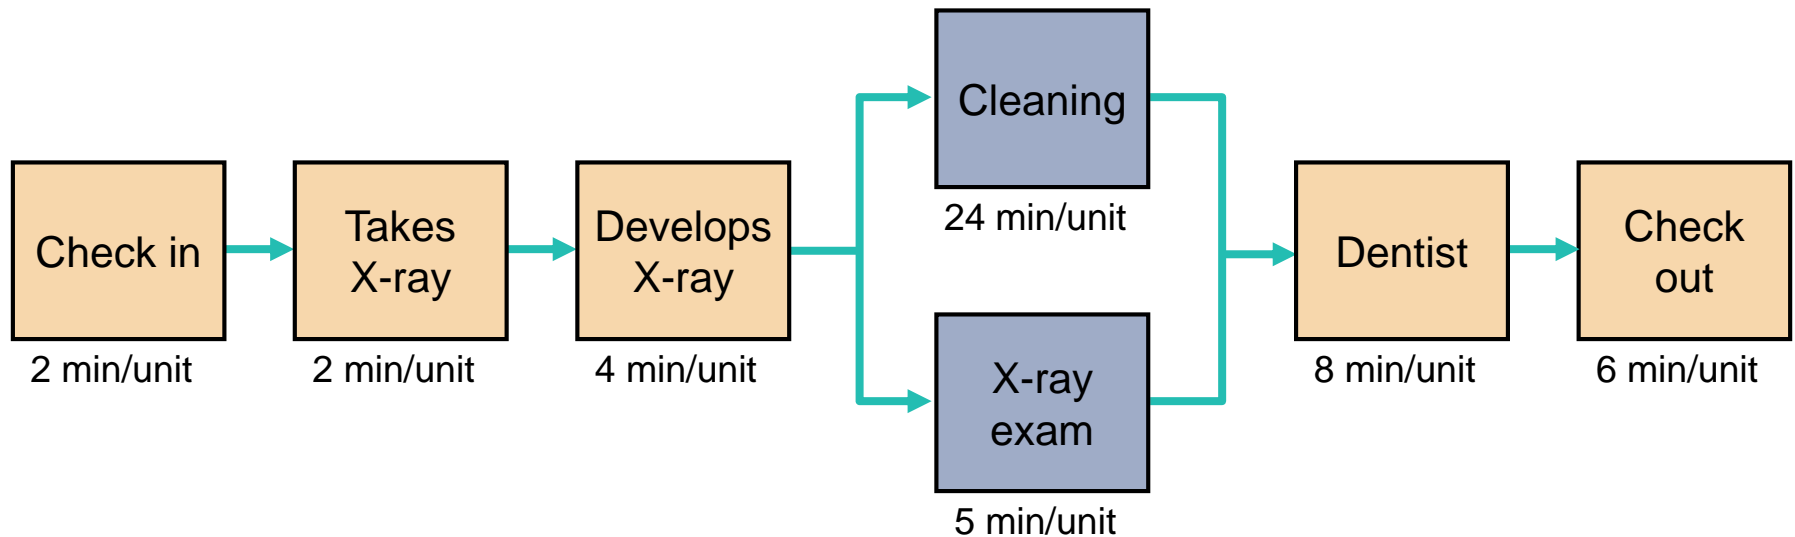 Check in
2 min/unit
Takes
X-ray
2 min/unit
Develops
X-ray
4 min/unit
Cleaning
24 min/unit
X-ray
exam
5 min/unit
Dentist
8 min/unit
Check
out
6 min/unit